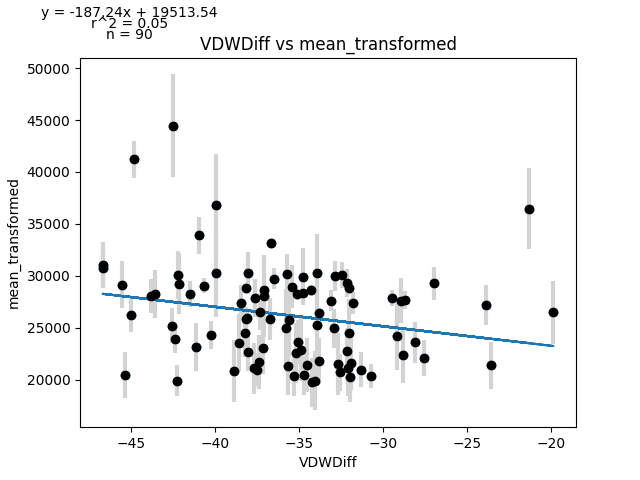 y = -187.24x + 19513.54
r^2 = 0.05
n = 90
VDWDiff vs mean_transformed
50000
45000
40000
35000
30000
25000
20000
mean_transformed
−45 −40 −35 −30 −25 −20
VDWDiff